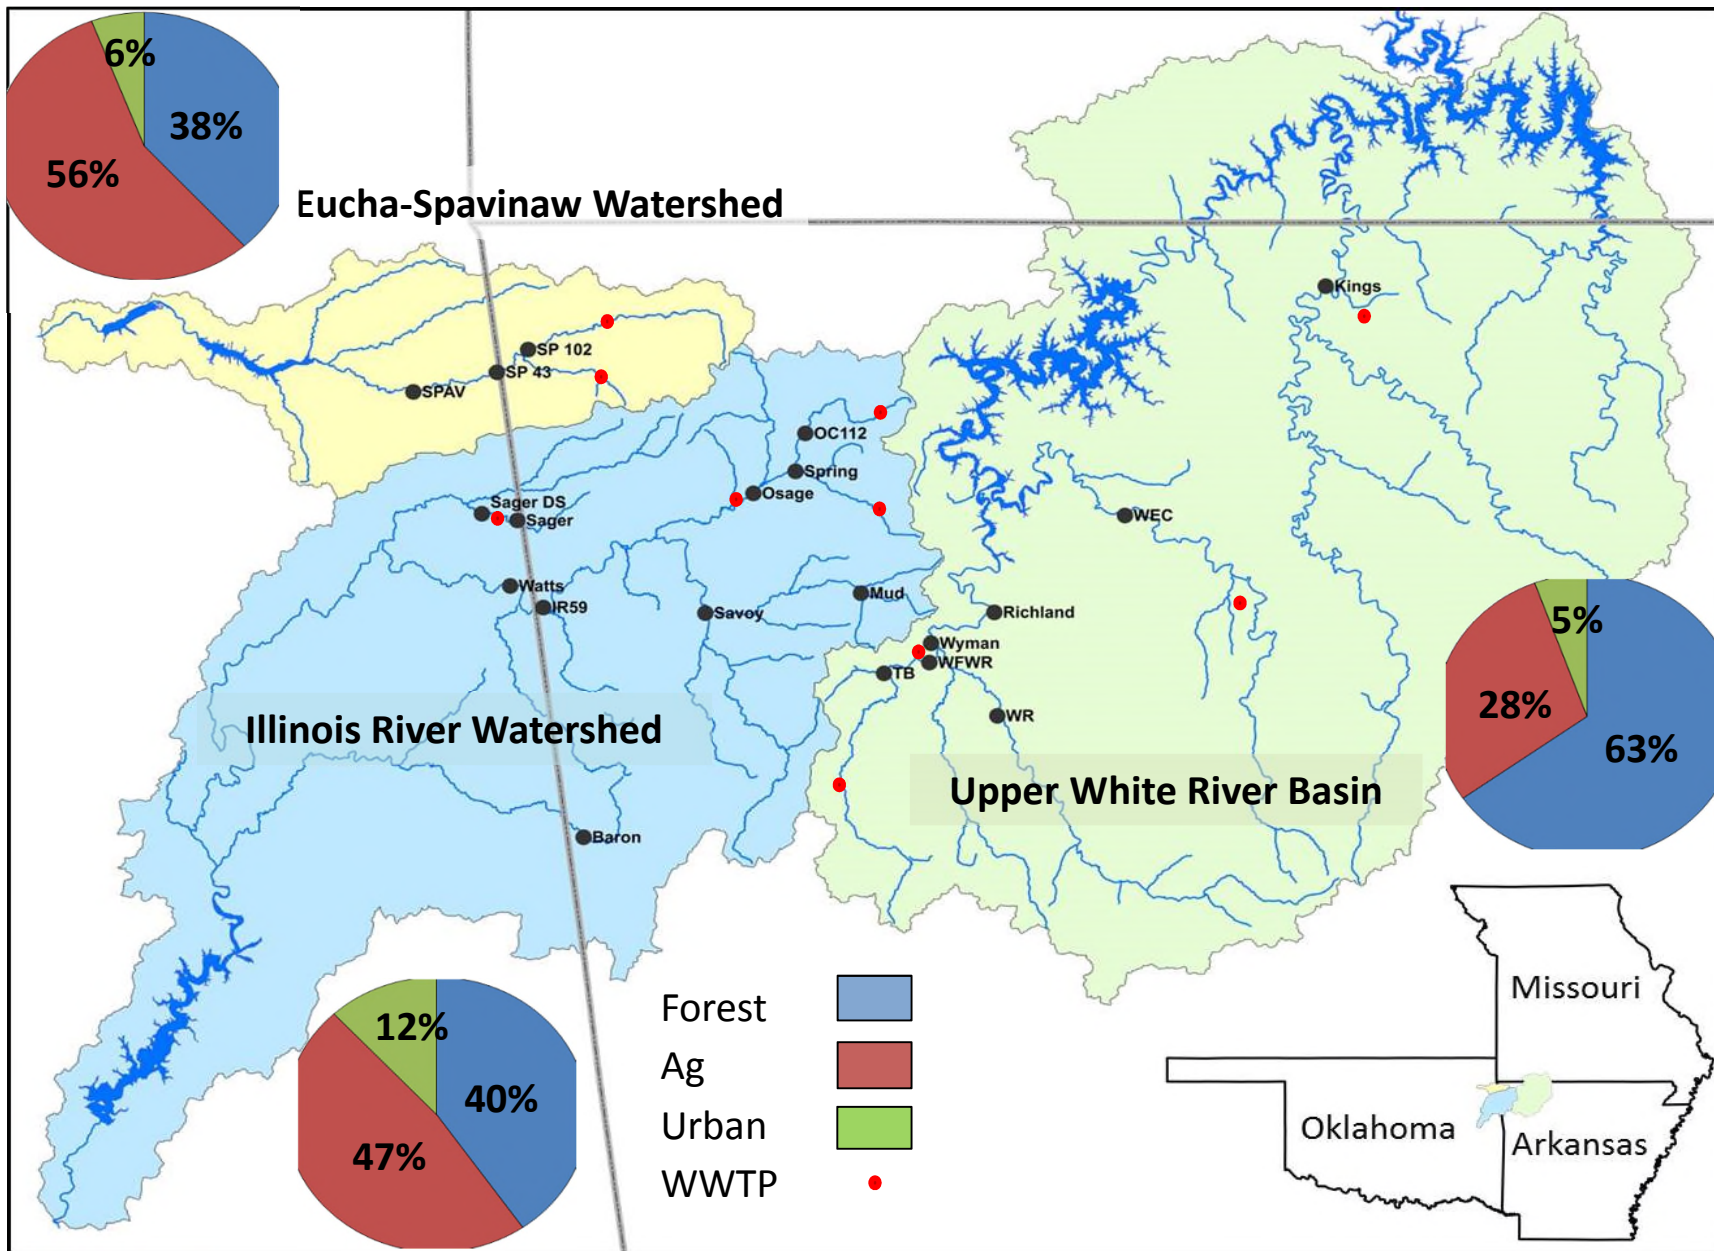 6%
38%
56%
Eucha-Spavinaw Watershed
Kings
SP 102
SP 43
SPAV
OC112
Spring
Osage
Sager DS
Sager
WEC
Watts
IR59
Savoy
Mud
Richland
Wyman
WFWR
TB
WR
5%
28%
63%
Illinois River Watershed
Upper White River Basin
Baron
12%
40%
47%
Forest
Ag
Urban
WWTP
Missouri
Oklahoma
Arkansas